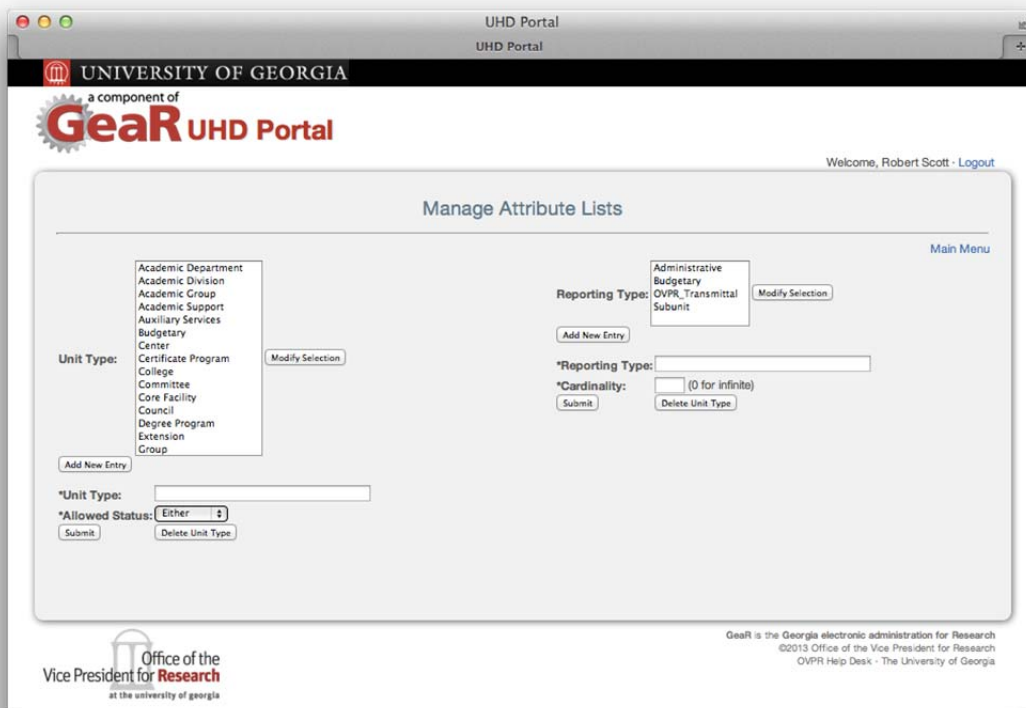 UHD Portal
UHD Portal
UNIVERSITY OF GEORGIA
a component of
GeaR UHD Portal
Welcome, Robert Scott · Logout
Manage Attribute Lists
Main Menu
Unit Type:
Academic Department
Academic Division
Academic Group
Academic Support
Auxiliary Services
Budgetary
Center
Certificate Program
College
Committee
Core Facility
Council
Degree Program
Extension
Group
Modify Selection
Add New Entry
*Unit Type:
*Allowed Status: Either
Submit Delete Unit Type
Reporting Type:
Administrative
Budgetary
OVPR_Transmittal
Subunit
Modify Selection
Add New Entry
*Reporting Type:
*Cardinality: (0 for infinite)
Submit Delete Unit Type
Office of the
Vice President for Research
at the university of georgia
GeaR is the Georgia electronic administration for Research
©2013 Office of the Vice President for Research
OVPR Help Desk - The University of Georgia